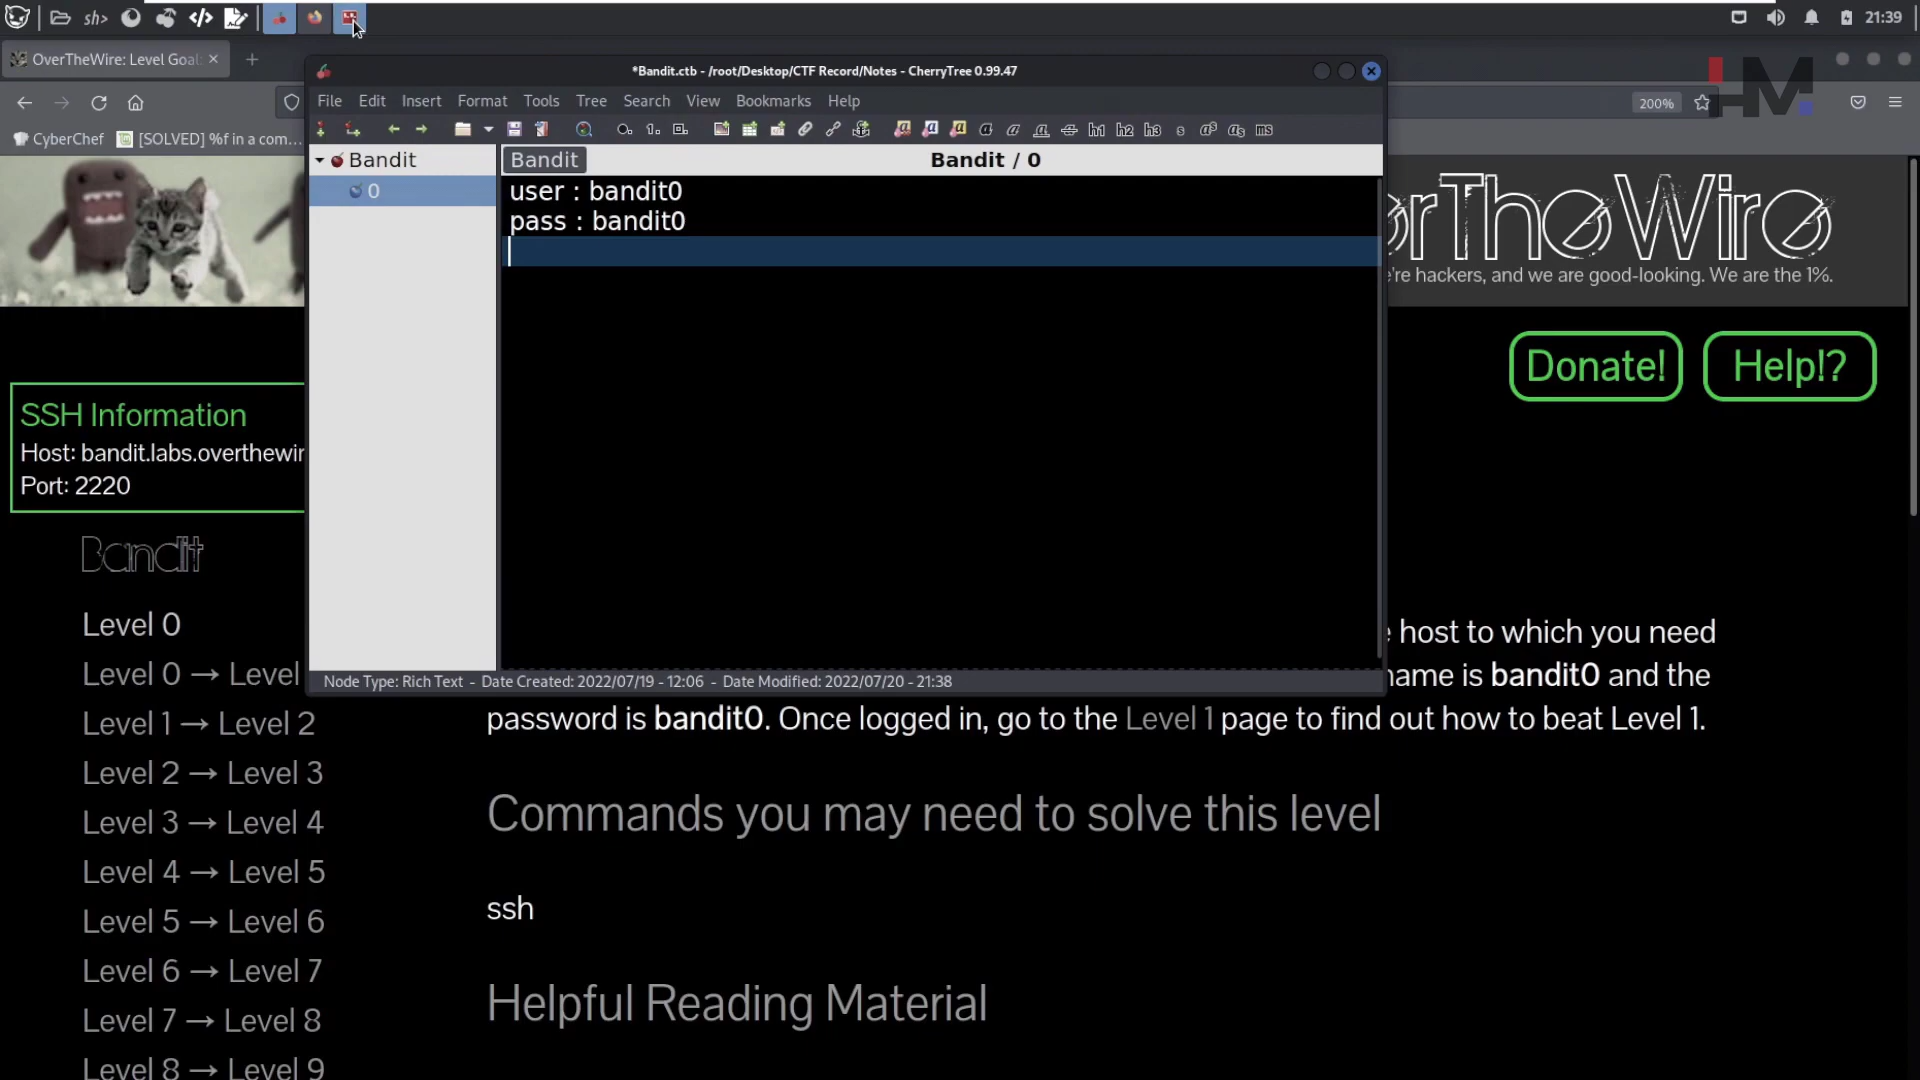 sh>
21:39
OverTheWire: Level Goal:
*Bandit.ctb - /root/Desktop/CTF Record/Notes - CherryTree 0.99.47
HM
File Edit Insert Format Tools Tree Search View Bookmarks Help
200%
CyberChef [SOLVED] %f in a com...
h1 h2 h3 s ms
Bandit
0
Bandit
Bandit / 0
user : bandit0
pass : bandit0
Node Type: Rich Text - Date Created: 2022/07/19 - 12:06 - Date Modified: 2022/07/20 - 21:38
erTheWire
're hackers, and we are good-looking. We are the 1%.
Donate! Help!?
SSH Information
Host: bandit.labs.overthewir
Port: 2220
Bandit
Level 0
Level 0 → Level
Level 1 → Level 2
Level 2 → Level 3
Level 3 → Level 4
Level 4 → Level 5
Level 5 → Level 6
Level 6 → Level 7
Level 7 → Level 8
Level 8 → Level 9
host to which you need
name is bandit0 and the
password is bandit0. Once logged in, go to the Level 1 page to find out how to beat Level 1.
Commands you may need to solve this level
ssh
Helpful Reading Material